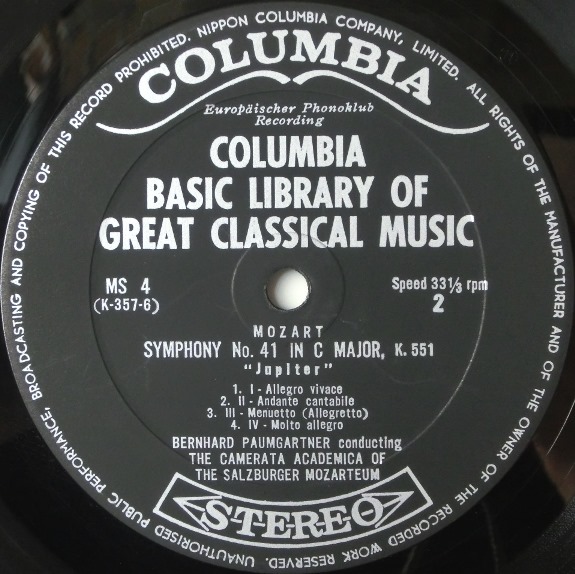 ALL RIGHTS OF THE MANUFACTURER AND OF THE OWNER OF THE RECORDED WORK RESERVED. UNAUTHORISED PUBLIC PERFORMANCE, BROADCASTING AND COPYING OF THIS RECORD PROHIBITED. NIPPON COLUMBIA COMPANY, LIMITED.
COLUMBIA
Europäischer Phonoklub
Recording
COLUMBIA
BASIC LIBRARY OF
GREAT CLASSICAL MUSIC
MS 4
(K-357-6)
Speed 33⅓ rpm
2
MOZART
SYMPHONY No. 41 IN C MAJOR, K. 551
"Jupiter"
1. I - Allegro vivace
2. II - Andante cantabile
3. III - Menuetto (Allegretto)
4. IV - Molto allegro
BERNHARD PAUMGARTNER conducting
THE CAMERATA ACADEMICA OF
THE SALZBURGER MOZARTEUM
STEREO